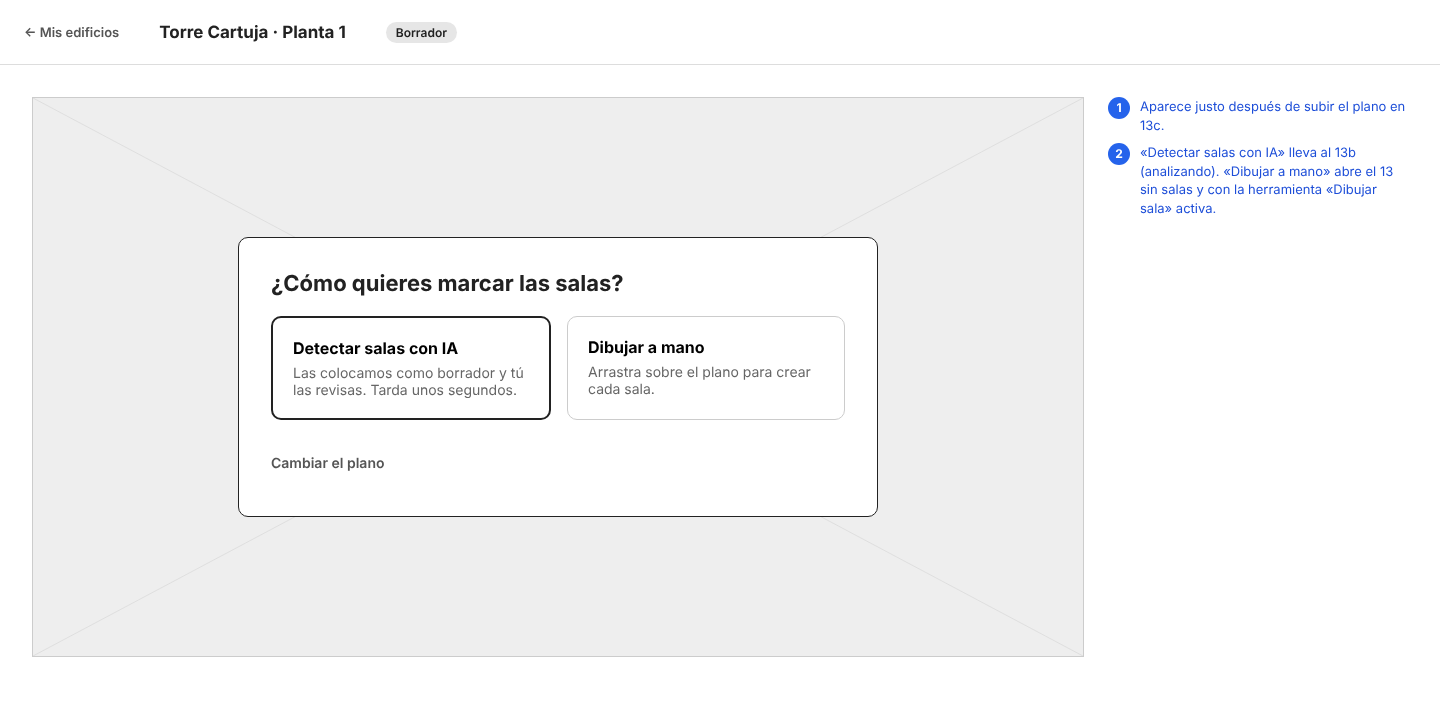 ← Mis edificios
Torre Cartuja · Planta 1
Borrador
¿Cómo quieres marcar las salas?
Detectar salas con IA
Las colocamos como borrador y tú
las revisas. Tarda unos segundos.
Dibujar a mano
Arrastra sobre el plano para crear
cada sala.
Cambiar el plano
1
Aparece justo después de subir el plano en
13c.
2
«Detectar salas con IA» lleva al 13b
(analizando). «Dibujar a mano» abre el 13
sin salas y con la herramienta «Dibujar
sala» activa.